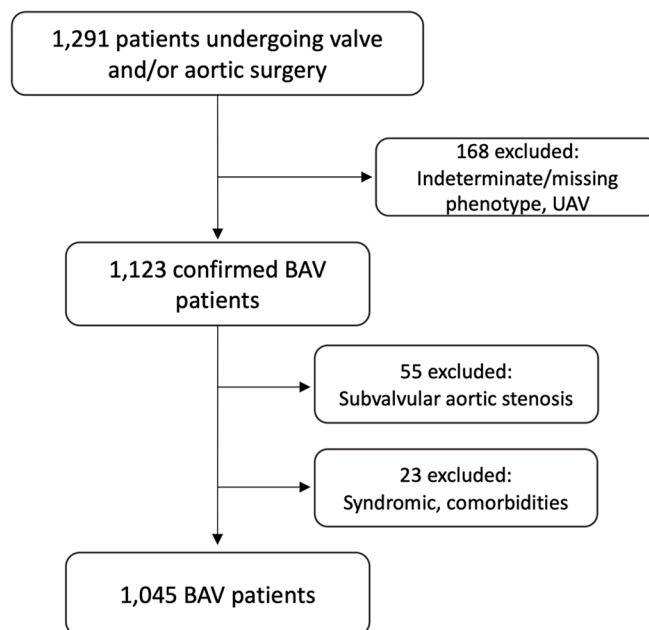 1,291 patients undergoing valve
and/or aortic surgery
168 excluded:
Indeterminate/missing
phenotype, UAV
1,123 confirmed BAV
patients
55 excluded:
Subvalvular aortic stenosis
23 excluded:
Syndromic, comorbidities
1,045 BAV patients